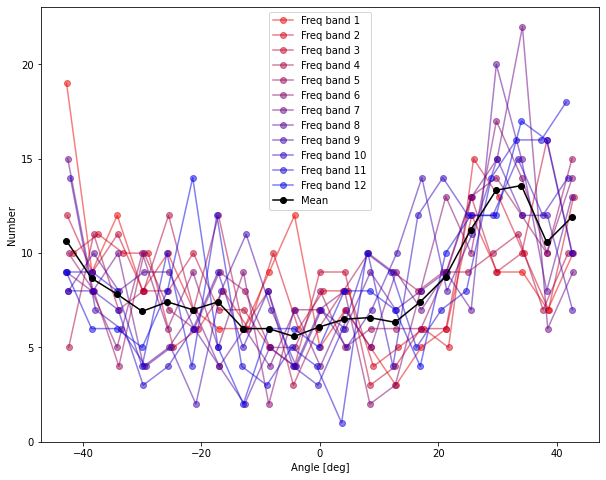 Freq band 1
Freq band 2
Freq band 3
Freq band 4
Freq band 5
Freq band 6
Freq band 7
Freq band 8
Freq band 9
Freq band 10
Freq band 11
Freq band 12
Mean
20
15
10
5
0
Number
−40
−20
0
20
40
Angle [deg]